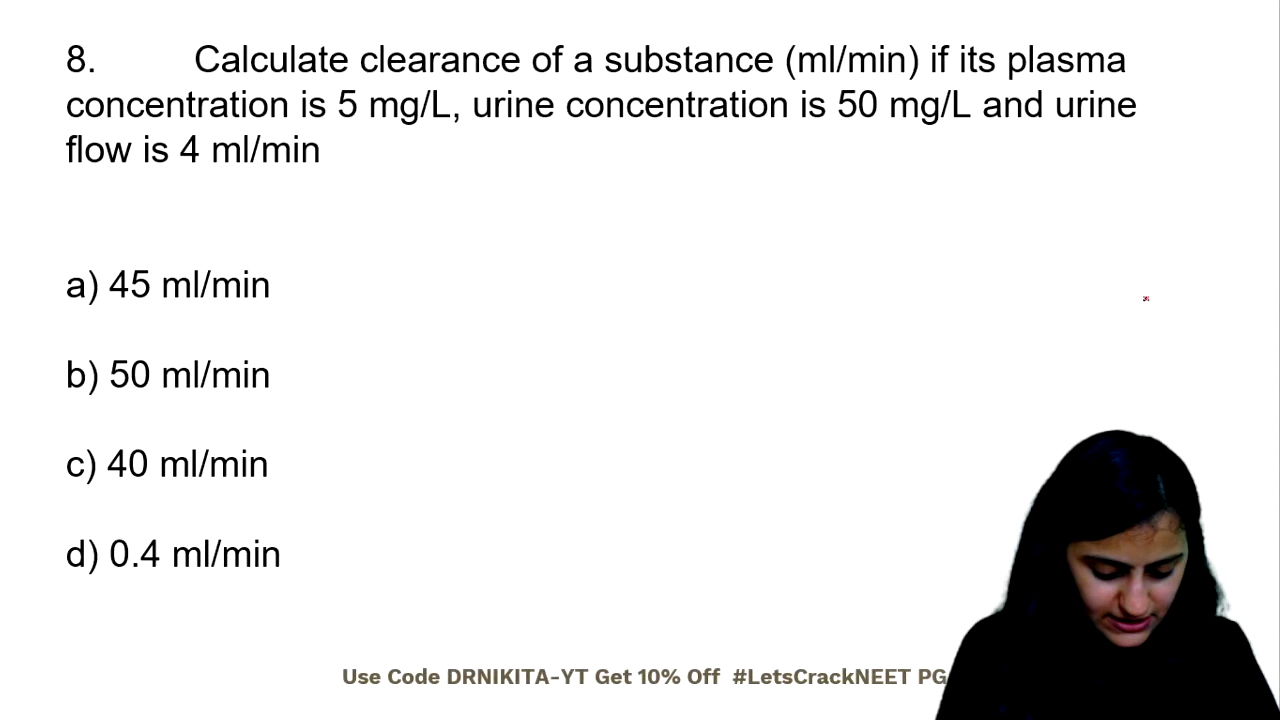 8. Calculate clearance of a substance (ml/min) if its plasma
concentration is 5 mg/L, urine concentration is 50 mg/L and urine
flow is 4 ml/min
a) 45 ml/min
b) 50 ml/min
c) 40 ml/min
d) 0.4 ml/min
Use Code DRNIKITA-YT Get 10% Off #LetsCrackNEET PG